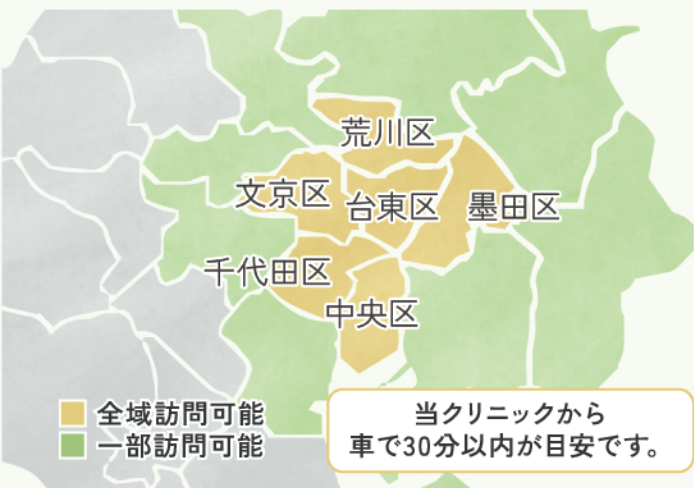 荒川区
文京区
台東区
墨田区
千代田区
中央区
全域訪問可能
一部訪問可能
当クリニックから
車で30分以内が目安です。